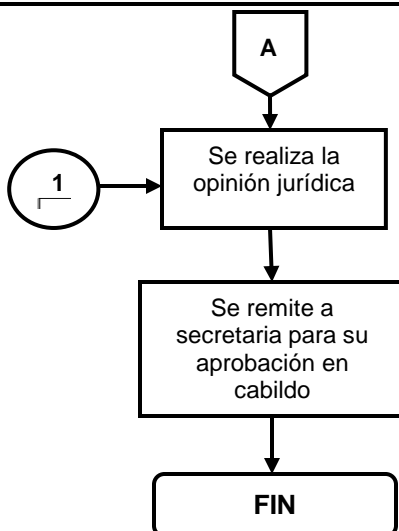 A
1
Se realiza la
opinión jurídica
Se remite a
secretaria para su
aprobación en
cabildo
FIN